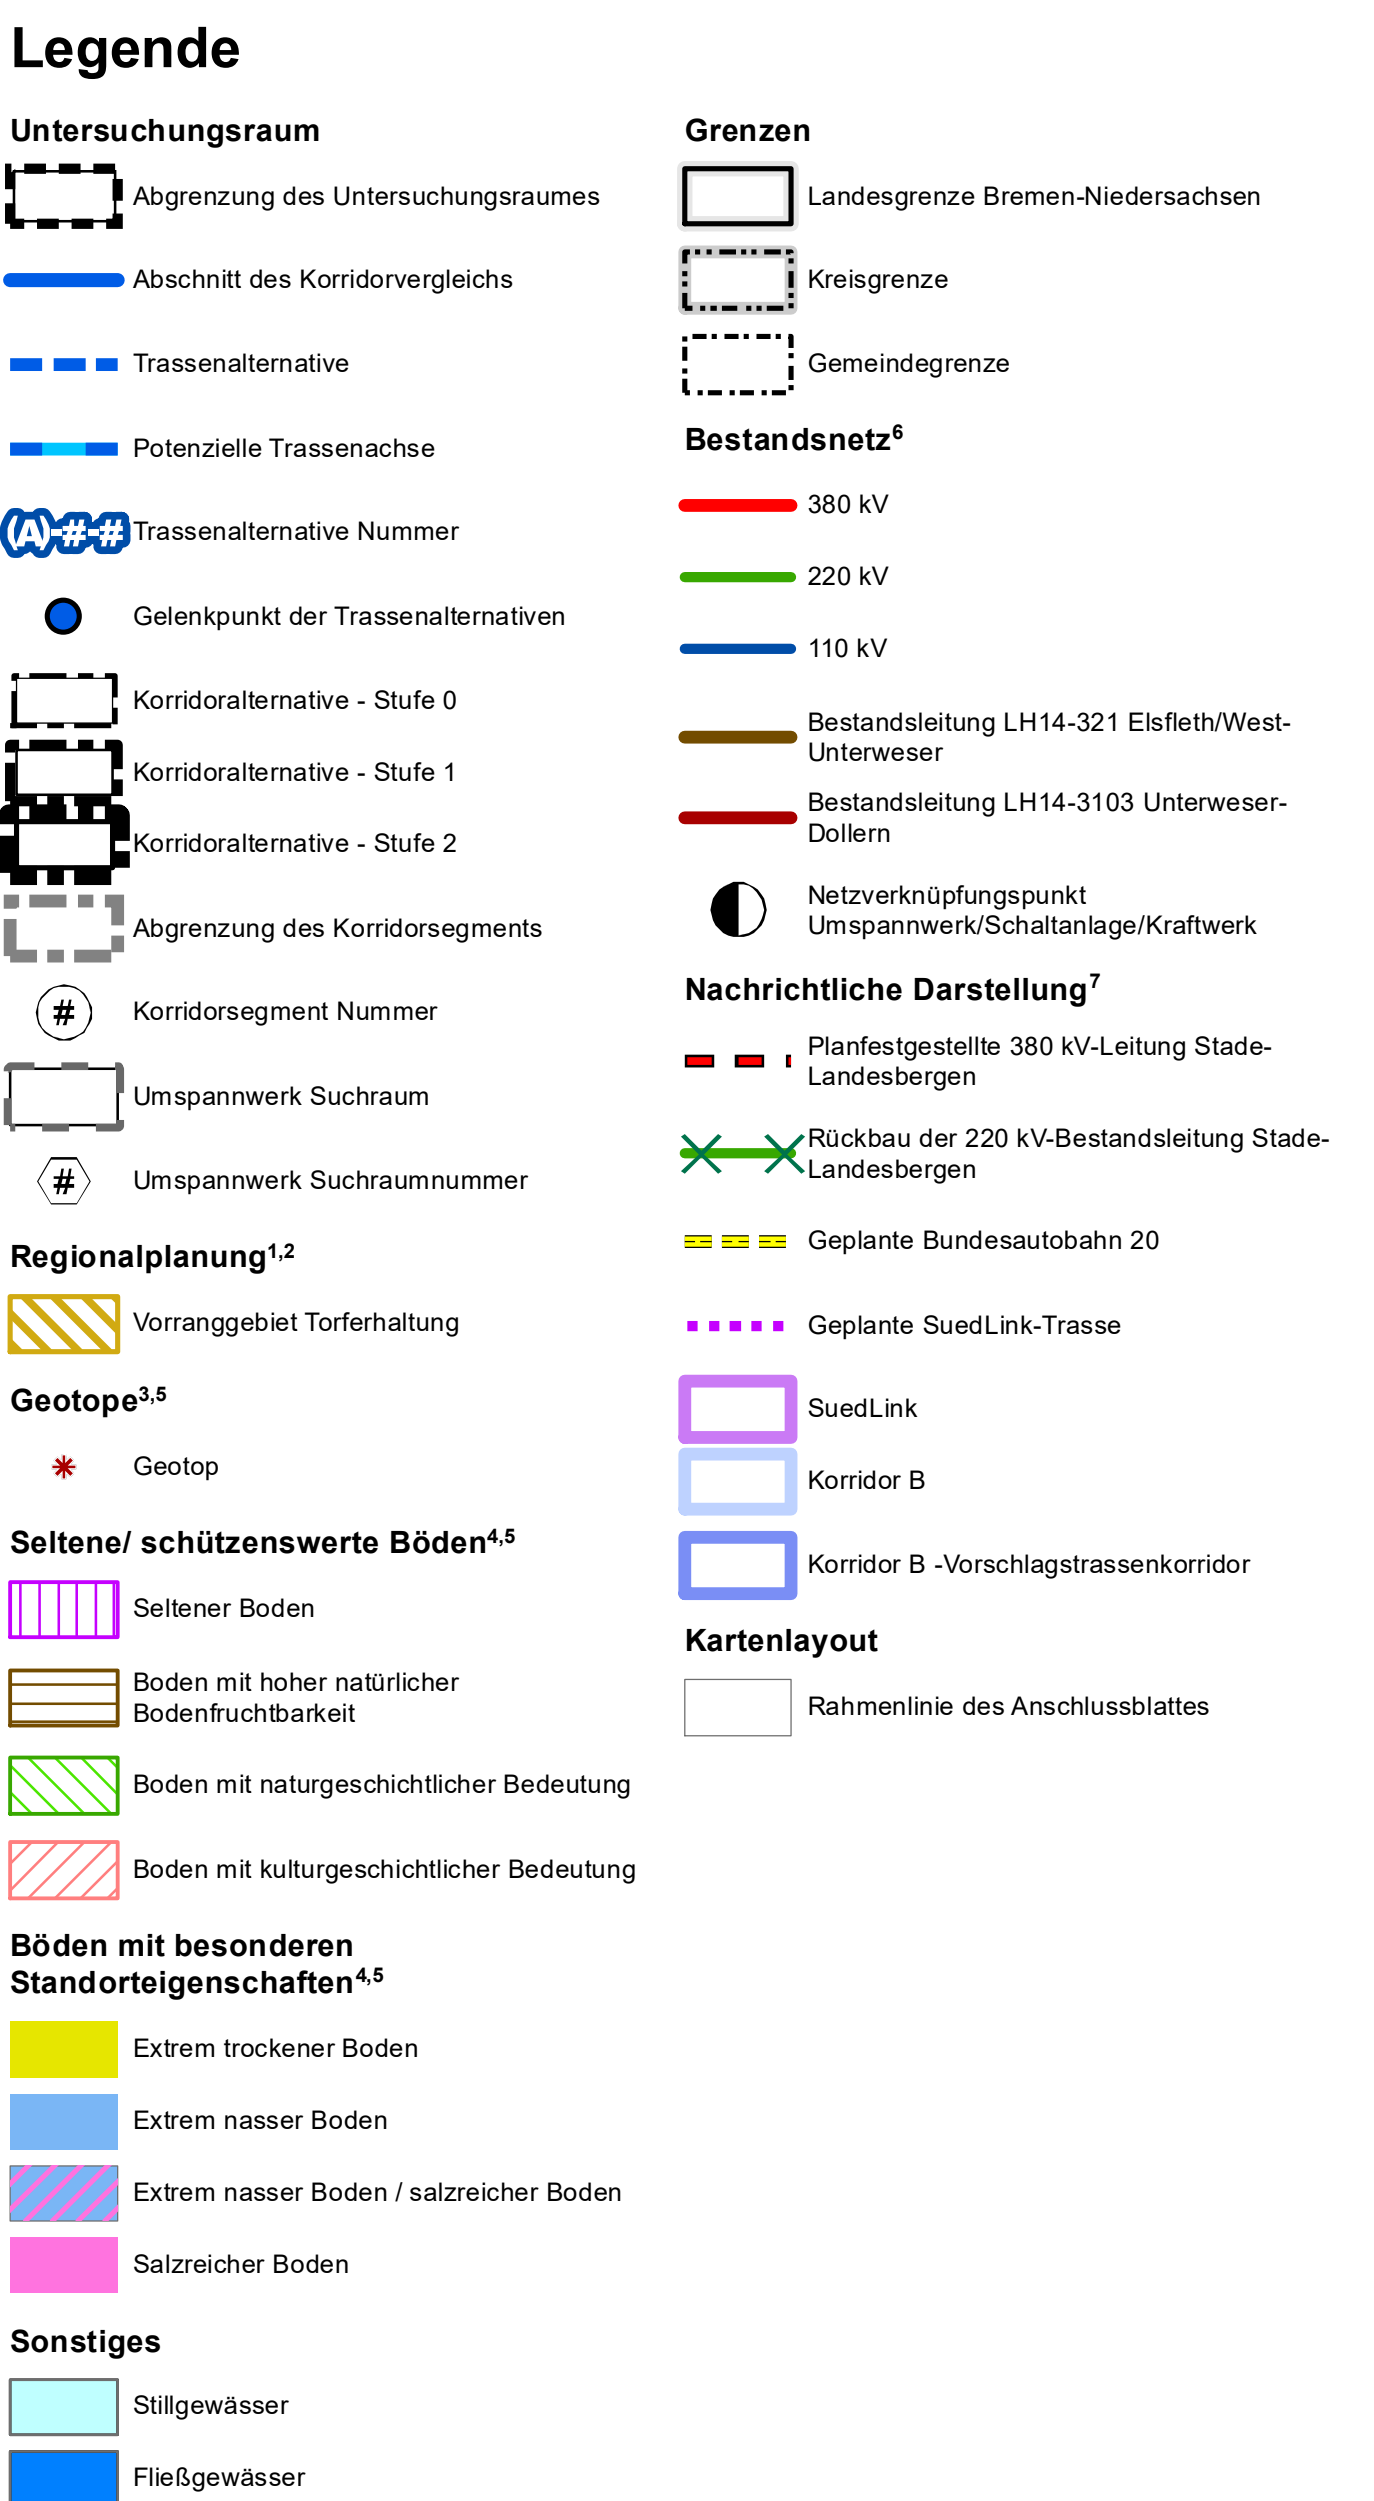 Legende
Untersuchungsraum
Abgrenzung des Untersuchungsraumes
Abschnitt des Korridorvergleichs
Trassenalternative
Potenzielle Trassenachse
(A)-#-# Trassenalternative Nummer
Gelenkpunkt der Trassenalternativen
Korridoralternative - Stufe 0
Korridoralternative - Stufe 1
Korridoralternative - Stufe 2
Abgrenzung des Korridorsegments
# Korridorsegment Nummer
Umspannwerk Suchraum
# Umspannwerk Suchraumnummer
Regionalplanung1,2
Vorranggebiet Torferhaltung
Geotope3,5
Geotop
Seltene/ schützenswerte Böden4,5
Seltener Boden
Boden mit hoher natürlicher
Bodenfruchtbarkeit
Boden mit naturgeschichtlicher Bedeutung
Boden mit kulturgeschichtlicher Bedeutung
Böden mit besonderen
Standorteigenschaften4,5
Extrem trockener Boden
Extrem nasser Boden
Extrem nasser Boden / salzreicher Boden
Salzreicher Boden
Sonstiges
Stillgewässer
Fließgewässer
Grenzen
Landesgrenze Bremen-Niedersachsen
Kreisgrenze
Gemeindegrenze
Bestandsnetz6
380 kV
220 kV
110 kV
Bestandsleitung LH14-321 Elsfleth/West-
Unterweser
Bestandsleitung LH14-3103 Unterweser-
Dollern
Netzverknüpfungspunkt
Umspannwerk/Schaltanlage/Kraftwerk
Nachrichtliche Darstellung7
Planfestgestellte 380 kV-Leitung Stade-
Landesbergen
Rückbau der 220 kV-Bestandsleitung Stade-
Landesbergen
Geplante Bundesautobahn 20
Geplante SuedLink-Trasse
SuedLink
Korridor B
Korridor B -Vorschlagstrassenkorridor
Kartenlayout
Rahmenlinie des Anschlussblattes